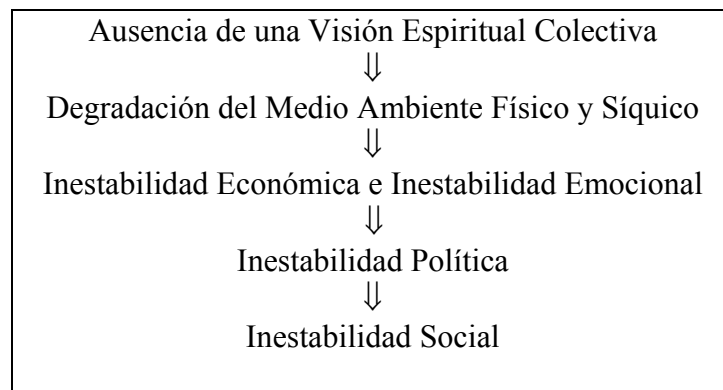 Ausencia de una Visión Espiritual Colectiva
⇓
Degradación del Medio Ambiente Físico y Síquico
⇓
Inestabilidad Económica e Inestabilidad Emocional
⇓
Inestabilidad Política
⇓
Inestabilidad Social